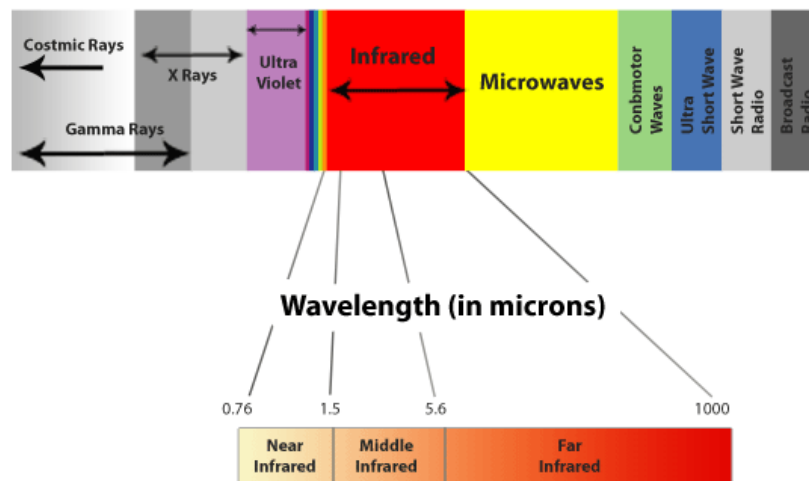 Costmic Rays
X Rays
Gamma Rays
Ultra
Violet
Infrared
Microwaves
Conbmotor
Waves
Ultra
Short Wave
Short Wave
Radio
Broadcast
Radio
Wavelength (in microns)
0.76
1.5
5.6
1000
Near
Infrared
Middle
Infrared
Far
Infrared